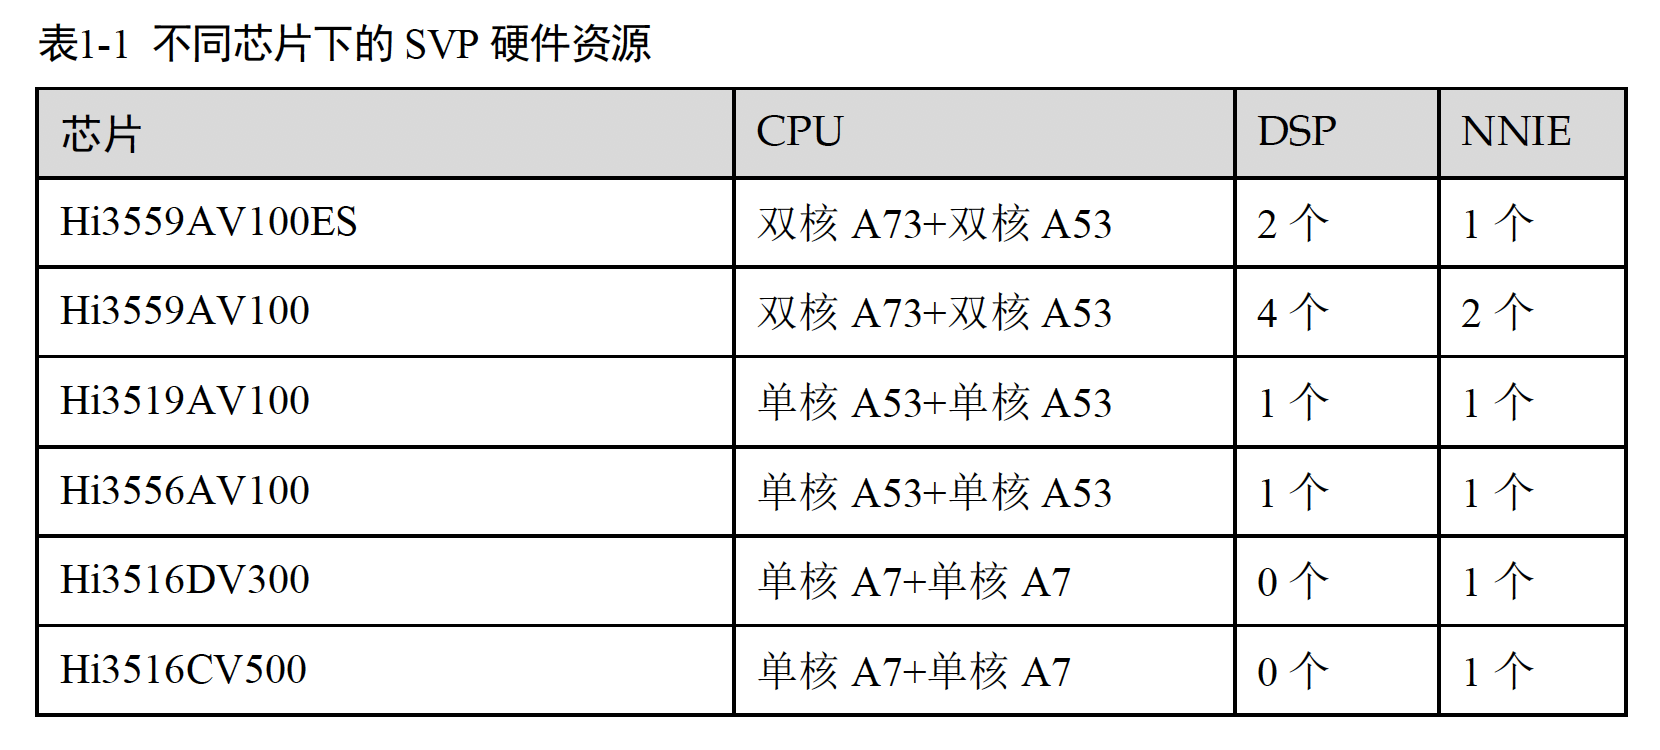 表1-1 不同芯片下的 SVP 硬件资源
芯片 CPU DSP NNIE
Hi3559AV100ES 双核 A73+双核 A53 2 个 1 个
Hi3559AV100 双核 A73+双核 A53 4 个 2 个
Hi3519AV100 单核 A53+单核 A53 1 个 1 个
Hi3556AV100 单核 A53+单核 A53 1 个 1 个
Hi3516DV300 单核 A7+单核 A7 0 个 1 个
Hi3516CV500 单核 A7+单核 A7 0 个 1 个